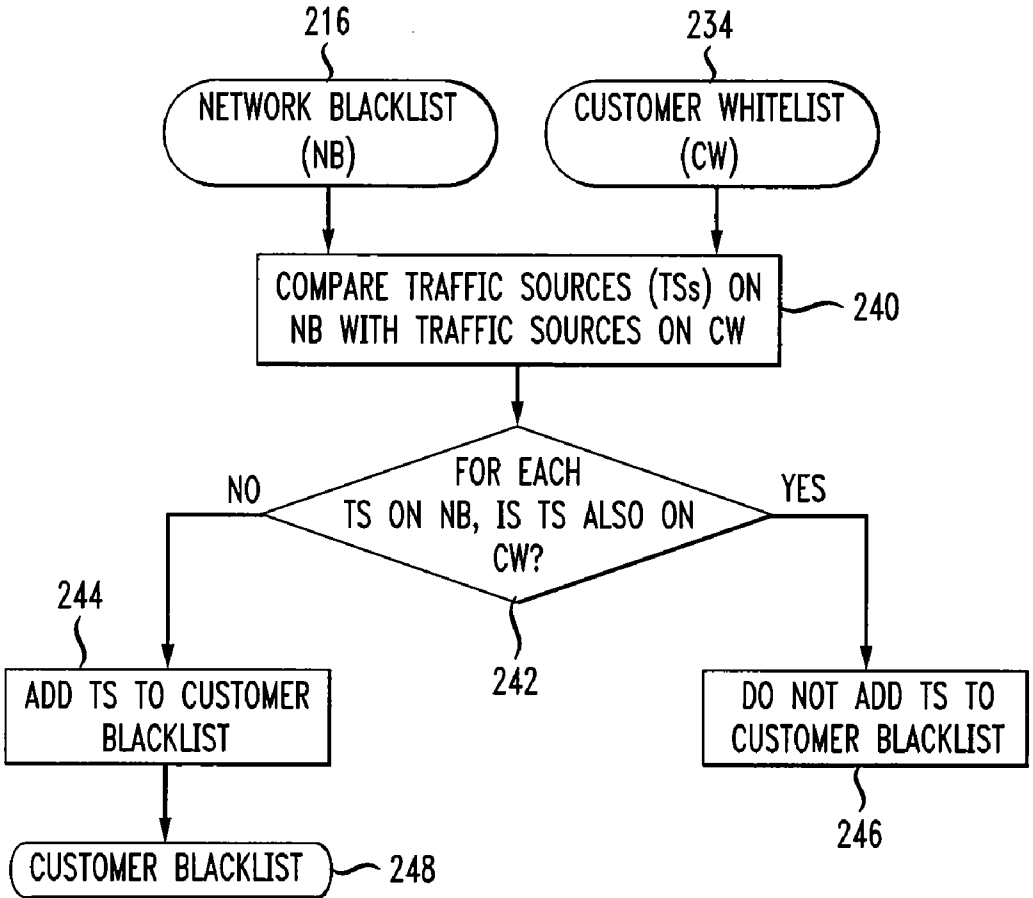 216
234
NETWORK BLACKLIST
(NB)
CUSTOMER WHITELIST
(CW)
COMPARE TRAFFIC SOURCES (TSs) ON
NB WITH TRAFFIC SOURCES ON CW
240
FOR EACH
TS ON NB, IS TS ALSO ON
CW?
NO
YES
242
244
ADD TS TO CUSTOMER
BLACKLIST
DO NOT ADD TS TO
CUSTOMER BLACKLIST
246
CUSTOMER BLACKLIST
248